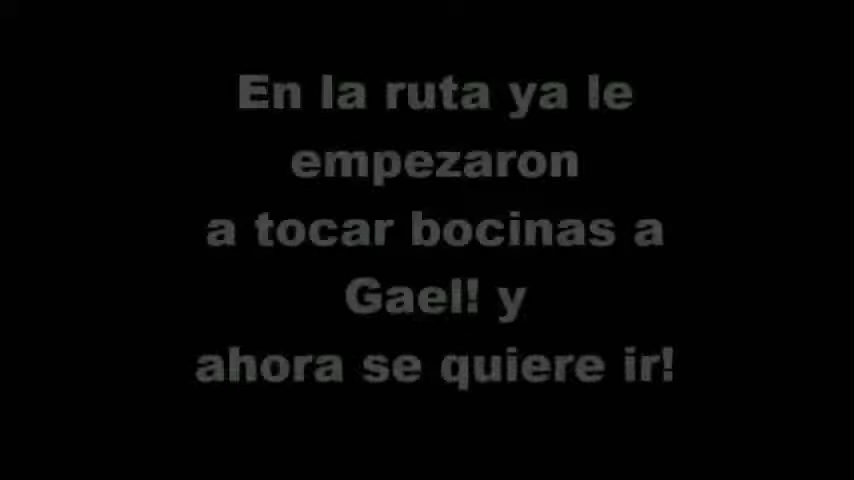 En la ruta ya le
empezaron
a tocar bocinas a
Gael! y
ahora se quiere ir!